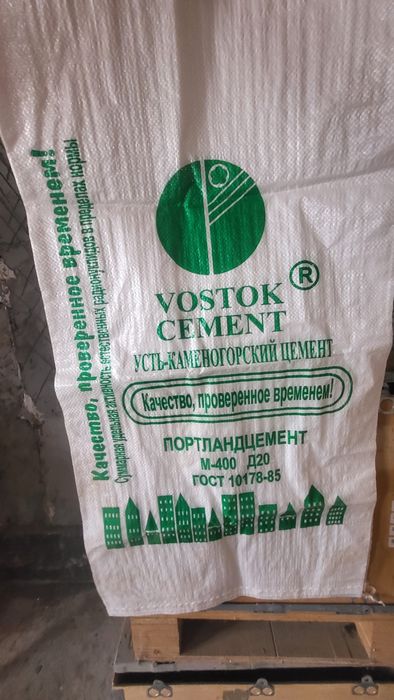 Качество, проверенное временем!
Суммарная удельная активность естественных радионуклидов в пределах нормы
®
VOSTOK
CEMENT
УСТЬ-КАМЕНОГОРСКИЙ ЦЕМЕНТ
Качество, проверенное временем!
ПОРТЛАНДЦЕМЕНТ
М-400 Д20
ГОСТ 10178-85